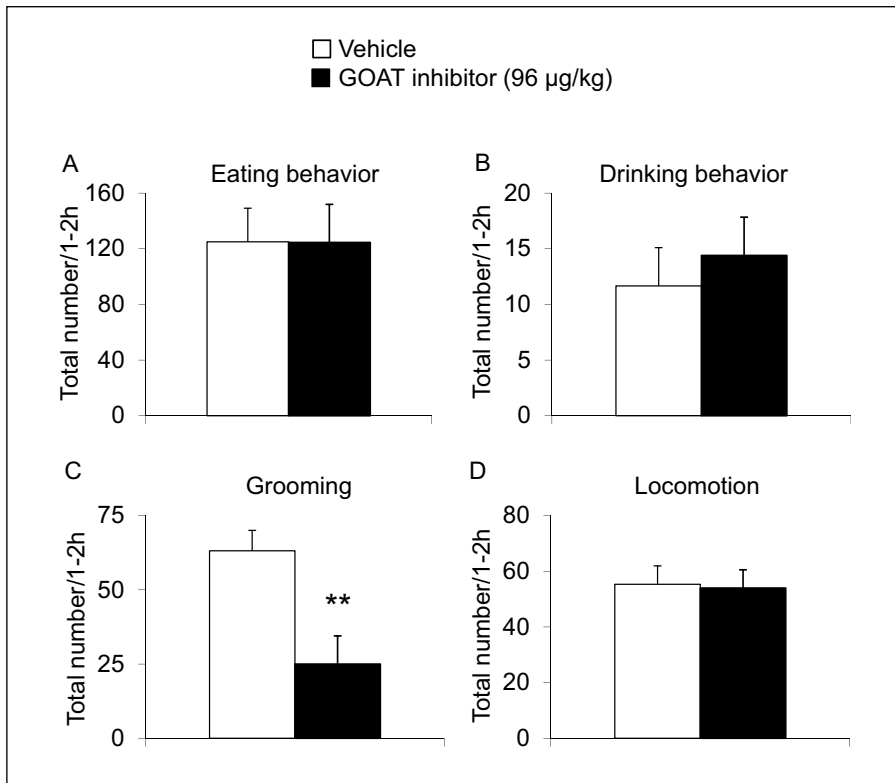 Vehicle
GOAT inhibitor (96 µg/kg)
A
Eating behavior
Total number/1-2h
160
120
80
40
0
B
Drinking behavior
Total number/1-2h
20
15
10
5
0
C
Grooming
Total number/1-2h
75
50
25
0
**
D
Locomotion
Total number/1-2h
80
60
40
20
0